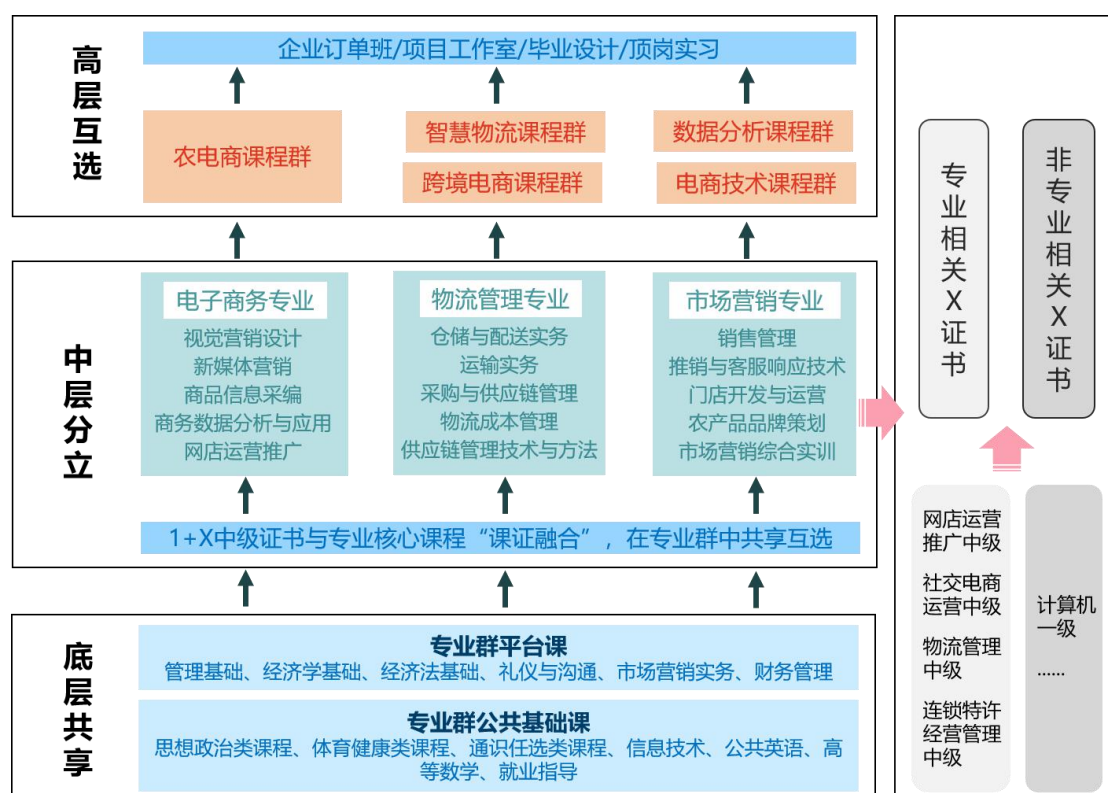 高层互选
企业订单班/项目工作室/毕业设计/顶岗实习
农电商课程群
智慧物流课程群
跨境电商课程群
数据分析课程群
电商技术课程群
中层分立
电子商务专业
视觉营销设计
新媒体营销
商品信息采编
商务数据分析与应用
网店运营推广
物流管理专业
仓储与配送实务
运输实务
采购与供应链管理
物流成本管理
供应链管理技术与方法
市场营销专业
销售管理
推销与客服响应技术
门店开发与运营
农产品品牌策划
市场营销综合实训
1+X中级证书与专业核心课程“课证融合”，在专业群中共享互选
底层共享
专业群平台课
管理基础、经济学基础、经济法基础、礼仪与沟通、市场营销实务、财务管理
专业群公共基础课
思想政治类课程、体育健康类课程、通识任选类课程、信息技术、公共英语、高
等数学、就业指导
专业相关X证书
非专业相关X证书
网店运营
推广中级
社交电商
运营中级
物流管理
中级
连锁特许
经营管理
中级
计算机
一级
......